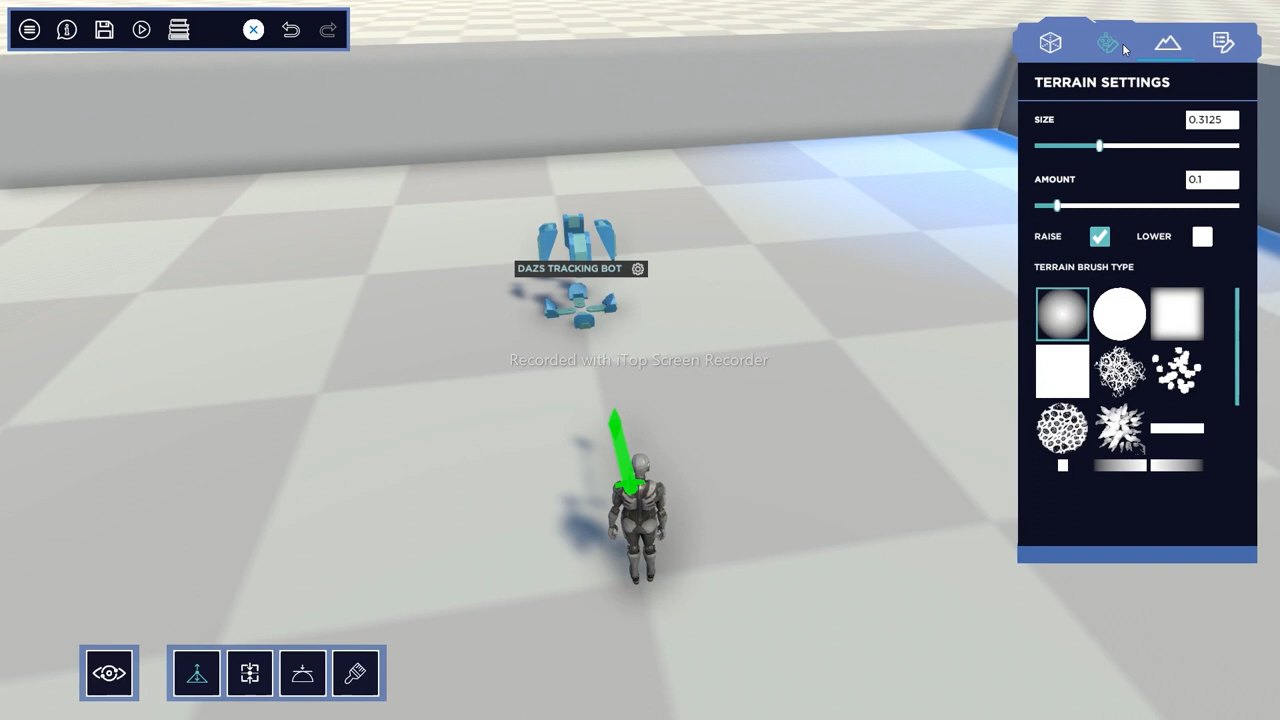 TERRAIN SETTINGS
SIZE
0.3125
AMOUNT
0.1
RAISE
LOWER
TERRAIN BRUSH TYPE
DAZS TRACKING BOT
Recorded with iTop Screen Recorder